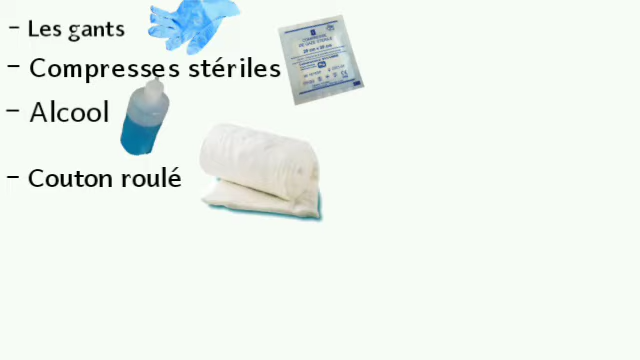 - Les gants
- Compresses stériles
- Alcool
- Couton roulé